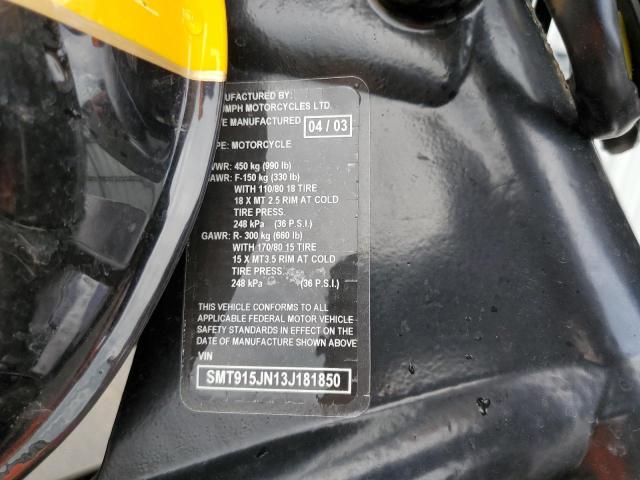 UFACTURED BY:
UMPH MOTORCYCLES LTD.
E MANUFACTURED 04 / 03
PE: MOTORCYCLE
VWR: 450 kg (990 lb)
AWR: F-150 kg (330 lb)
WITH 110/80 18 TIRE
18 X MT 2.5 RIM AT COLD
TIRE PRESS.
248 kPa (36 P.S.I.)
GAWR: R- 300 kg (660 lb)
WITH 170/80 15 TIRE
15 X MT3.5 RIM AT COLD
TIRE PRESS.
248 kPa (36 P.S.I.)
THIS VEHICLE CONFORMS TO ALL
APPLICABLE FEDERAL MOTOR VEHICLE
SAFETY STANDARDS IN EFFECT ON THE
DATE OF MANUFACTURE SHOWN ABOVE
VIN
SMT915JN13J181850